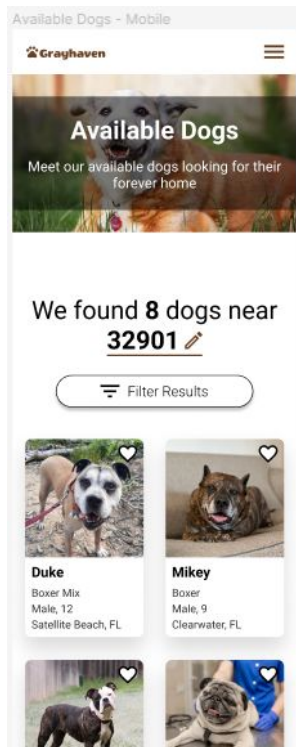 Available Dogs - Mobile
Grayhaven
Available Dogs
Meet our available dogs looking for their
forever home
We found 8 dogs near
32901
Filter Results
Duke
Boxer Mix
Male, 12
Satellite Beach, FL
Mikey
Boxer
Male, 9
Clearwater, FL